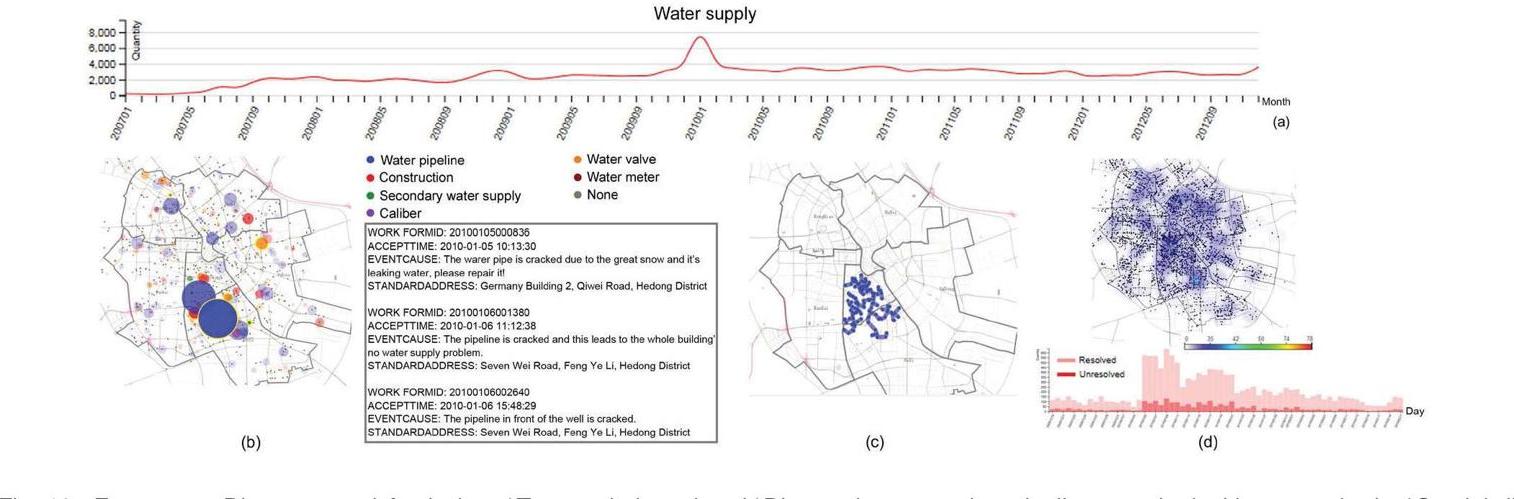 Water supply
Quantity
8,000
6,000
4,000
2,000
0
200701
200705
200709
200801
200805
200809
200901
200905
200909
201001
201005
201009
201101
201105
201109
201201
201205
201209
Month
(a)
Water pipeline
Construction
Secondary water supply
Caliber
Water valve
Water meter
None
WORK FORMID: 20100105000836
ACCEPTTIME: 2010-01-05 10:13:30
EVENTCAUSE: The warer pipe is cracked due to the great snow and it's
leaking water, please repair it!
STANDARDADDRESS: Germany Building 2, Qiwei Road, Hedong District
WORK FORMID: 20100106001380
ACCEPTTIME: 2010-01-06 11:12:38
EVENTCAUSE: The pipeline is cracked and this leads to the whole building'
no water supply problem.
STANDARDADDRESS: Seven Wei Road, Feng Ye Li, Hedong District
WORK FORMID: 20100106002640
ACCEPTTIME: 2010-01-06 15:48:29
EVENTCAUSE: The pipeline in front of the well is cracked.
STANDARDADDRESS: Seven Wei Road, Feng Ye Li, Hedong District
(b)
(c)
Resolved
Unresolved
Day
(d)